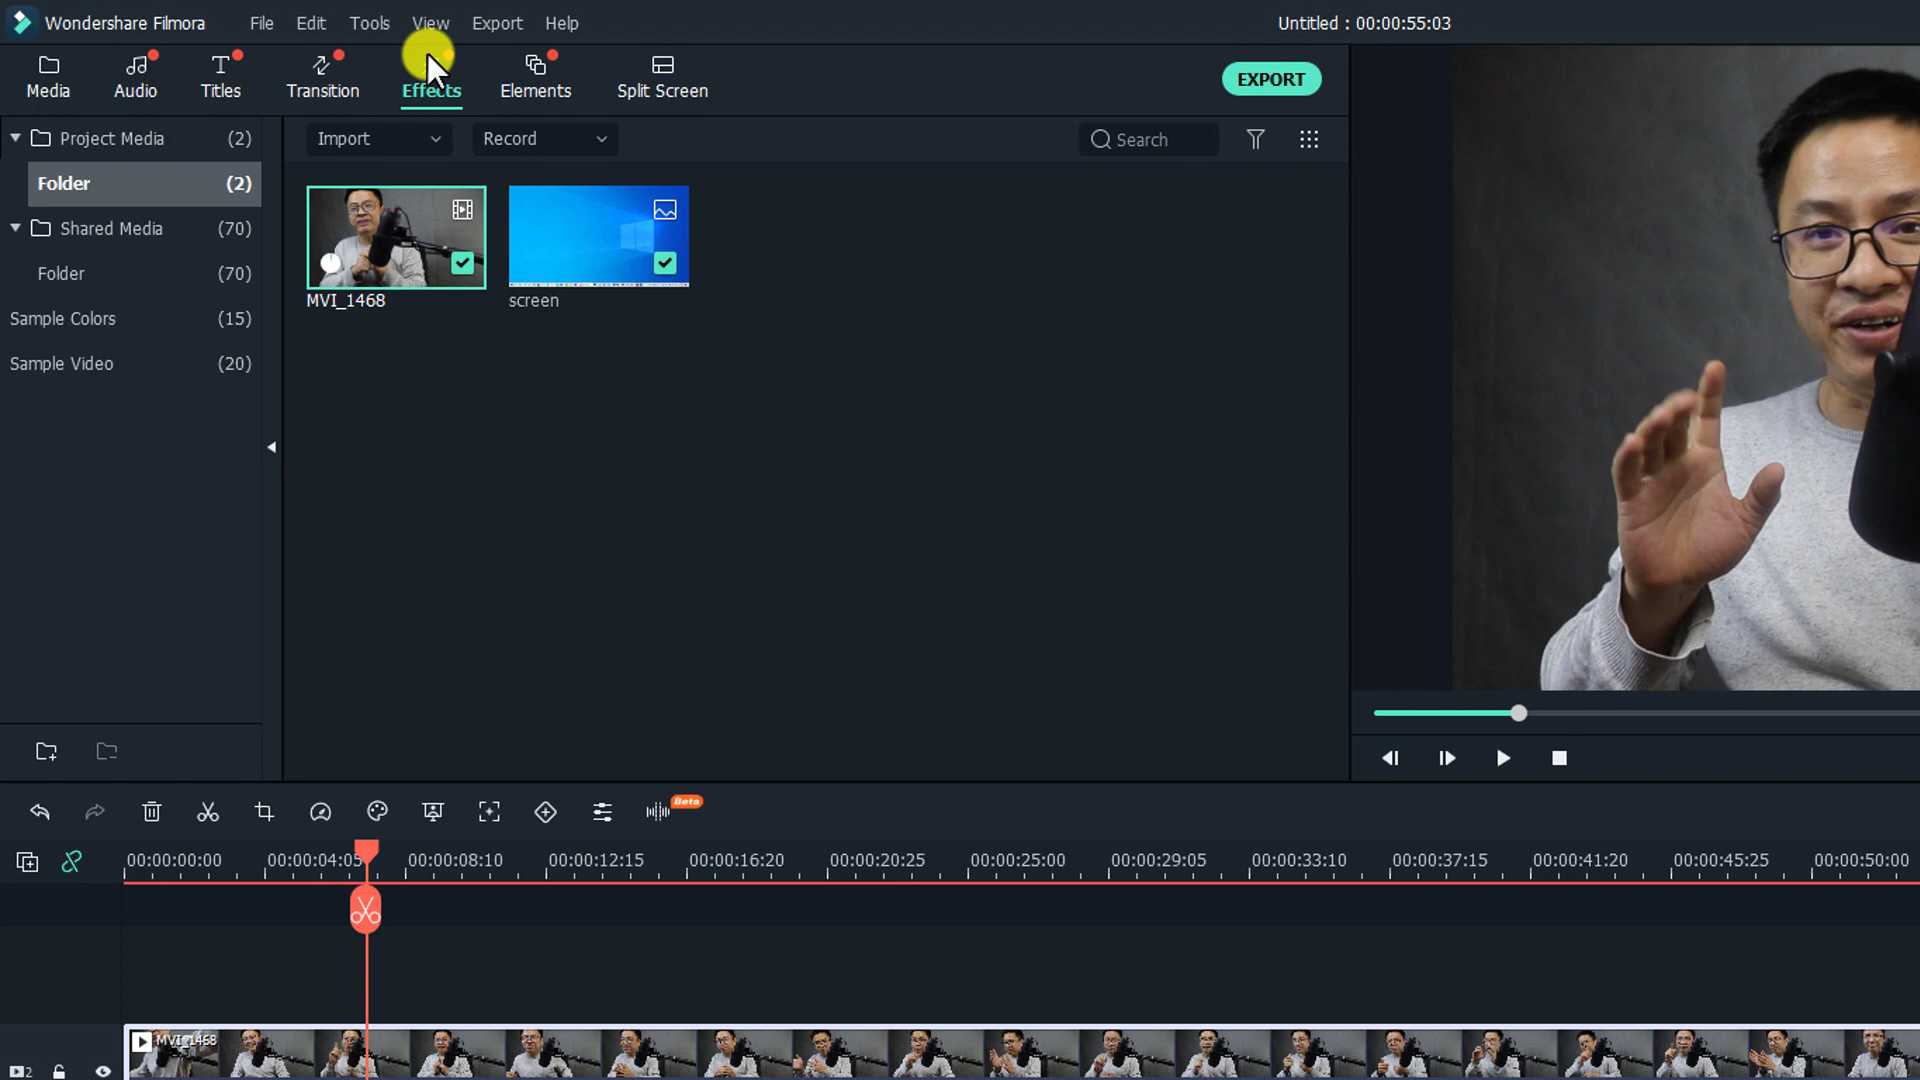 Wondershare Filmora
File Edit Tools View Export Help
Untitled : 00:00:55:03
Media Audio Titles Transition Effects Elements Split Screen
EXPORT
Project Media (2)
Import Record Search
Folder (2)
Shared Media (70)
Folder (70)
MVI_1468 screen
Sample Colors (15)
Sample Video (20)
Beta
00:00:00:00 00:00:04:05 00:00:08:10 00:00:12:15 00:00:16:20 00:00:20:25 00:00:25:00 00:00:29:05 00:00:33:10 00:00:37:15 00:00:41:20 00:00:45:25 00:00:50:00
MVI_1468
2